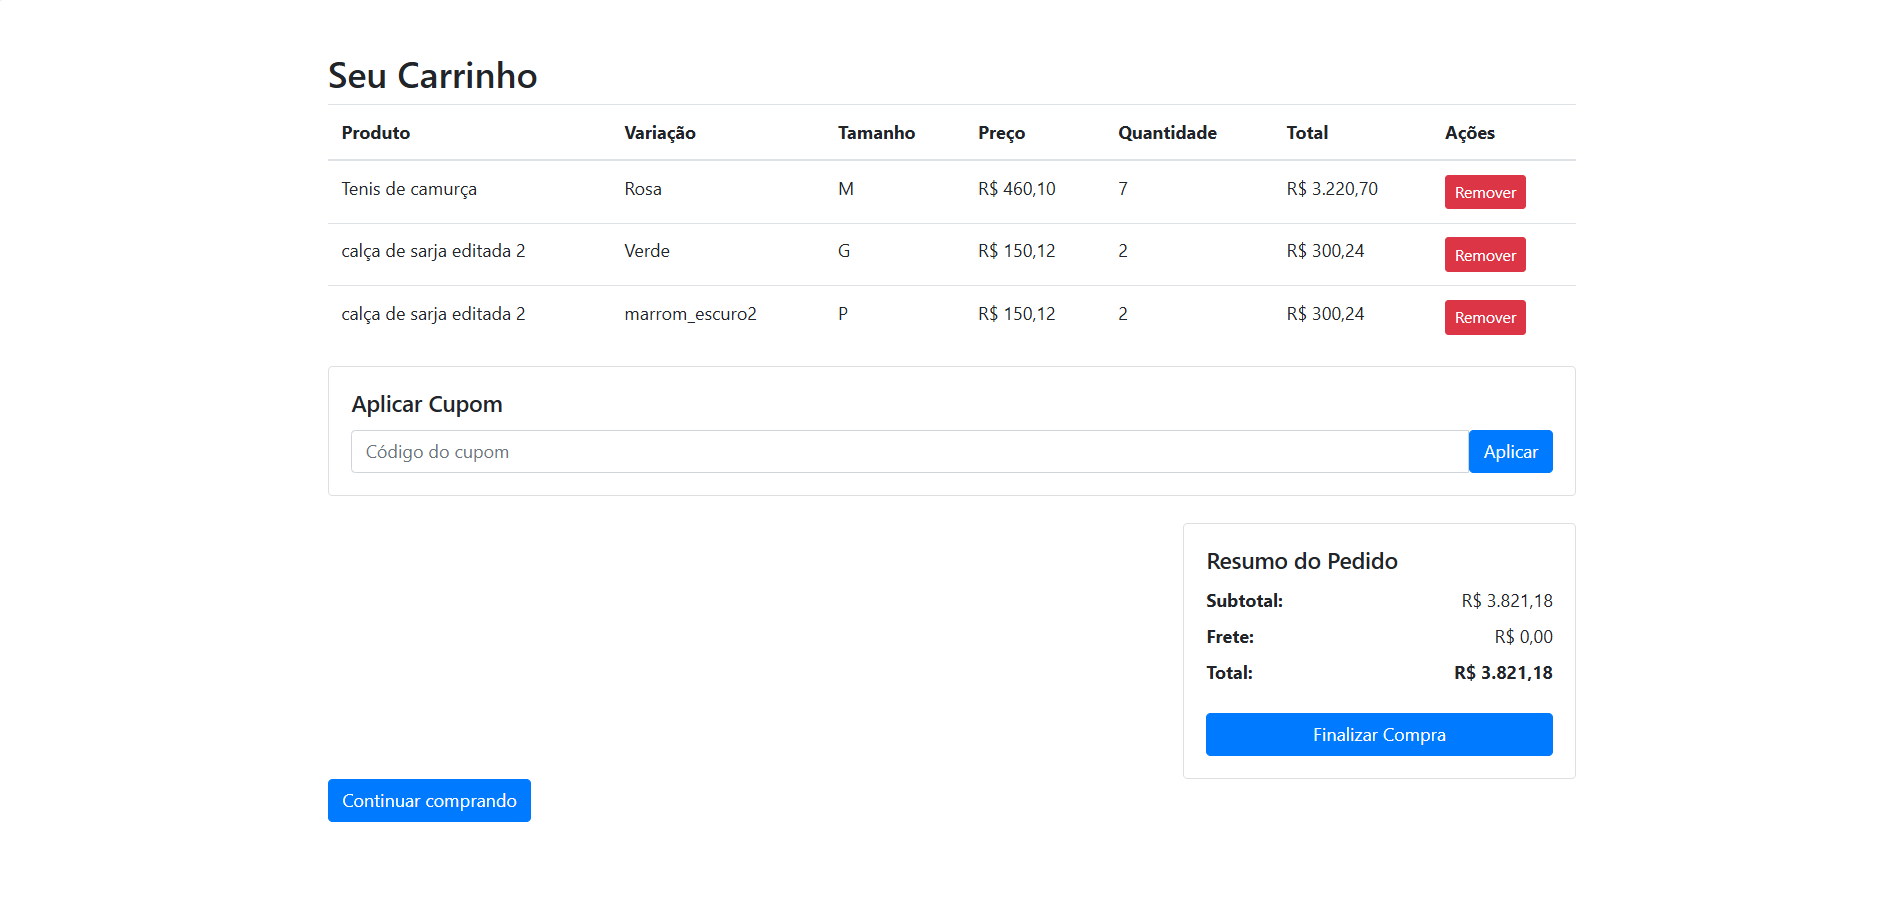 Seu Carrinho
Produto Variação Tamanho Preço Quantidade Total Ações
Tenis de camurça Rosa M R$ 460,10 7 R$ 3.220,70 Remover
calça de sarja editada 2 Verde G R$ 150,12 2 R$ 300,24 Remover
calça de sarja editada 2 marrom_escuro2 P R$ 150,12 2 R$ 300,24 Remover
Aplicar Cupom
Código do cupom Aplicar
Resumo do Pedido
Subtotal: R$ 3.821,18
Frete: R$ 0,00
Total: R$ 3.821,18
Finalizar Compra
Continuar comprando